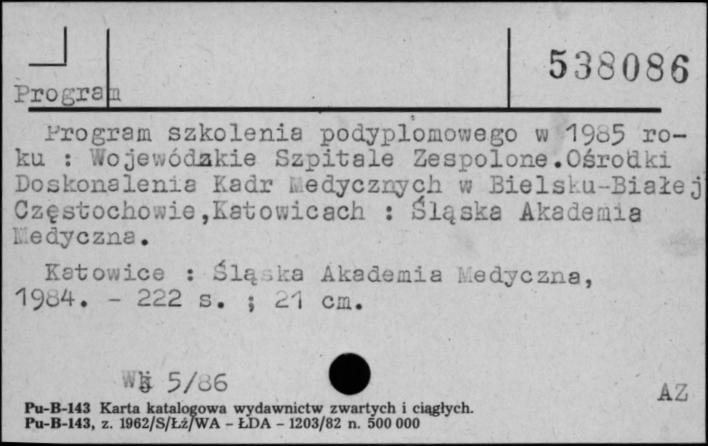 538086
Program
Program szkolenia podyplomowego w 1985 ro-
ku : Wojewódzkie Szpitale Zespolone.Ośrodki
Doskonalenia Kadr Medycznych w Bielsku-Białej
Częstochowie,Katowicach : Śląska Akademia
Medyczna.
Katowice : Śląska Akademia Medyczna,
1984. - 222 s. ; 21 cm.
5/86
AZ
Pu-B-143 Karta katalogowa wydawnictw zwartych i ciągłych.
Pu-B-143, z. 1962/S/Łż/WA - ŁDA - 1203/82 n. 500 000